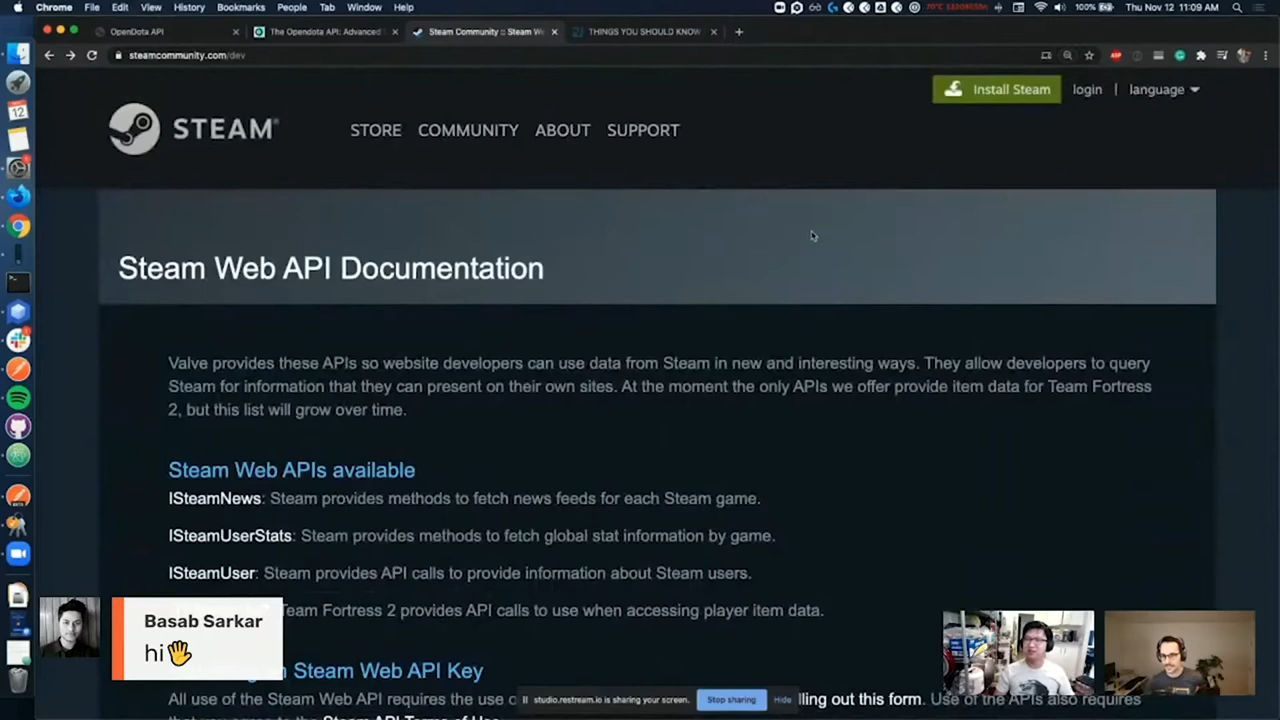 Chrome File Edit View History Bookmarks People Tab Window Help 100% Thu Nov 12 11:09 AM
OpenDota API The Opendota API: Advanced Steam Community :: Steam We THINGS YOU SHOULD KNOW
steamcommunity.com/dev
Install Steam login | language
STEAM® STORE COMMUNITY ABOUT SUPPORT
Steam Web API Documentation
Valve provides these APIs so website developers can use data from Steam in new and interesting ways. They allow developers to query
Steam for information that they can present on their own sites. At the moment the only APIs we offer provide item data for Team Fortress
2, but this list will grow over time.
Steam Web APIs available
ISteamNews: Steam provides methods to fetch news feeds for each Steam game.
ISteamUserStats: Steam provides methods to fetch global stat information by game.
ISteamUser: Steam provides API calls to provide information about Steam users.
Team Fortress 2 provides API calls to use when accessing player item data.
Basab Sarkar
hi👋
Steam Web API Key
All use of the Steam Web API requires the use o lling out this form. Use of the APIs also requires
studio.restream.io is sharing your screen. Stop sharing Hide